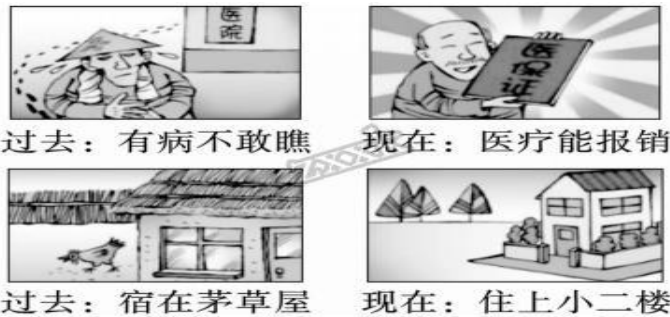 医院
医保证
过去：有病不敢瞧
现在：医疗能报销
过去：宿在茅草屋
现在：住上小二楼